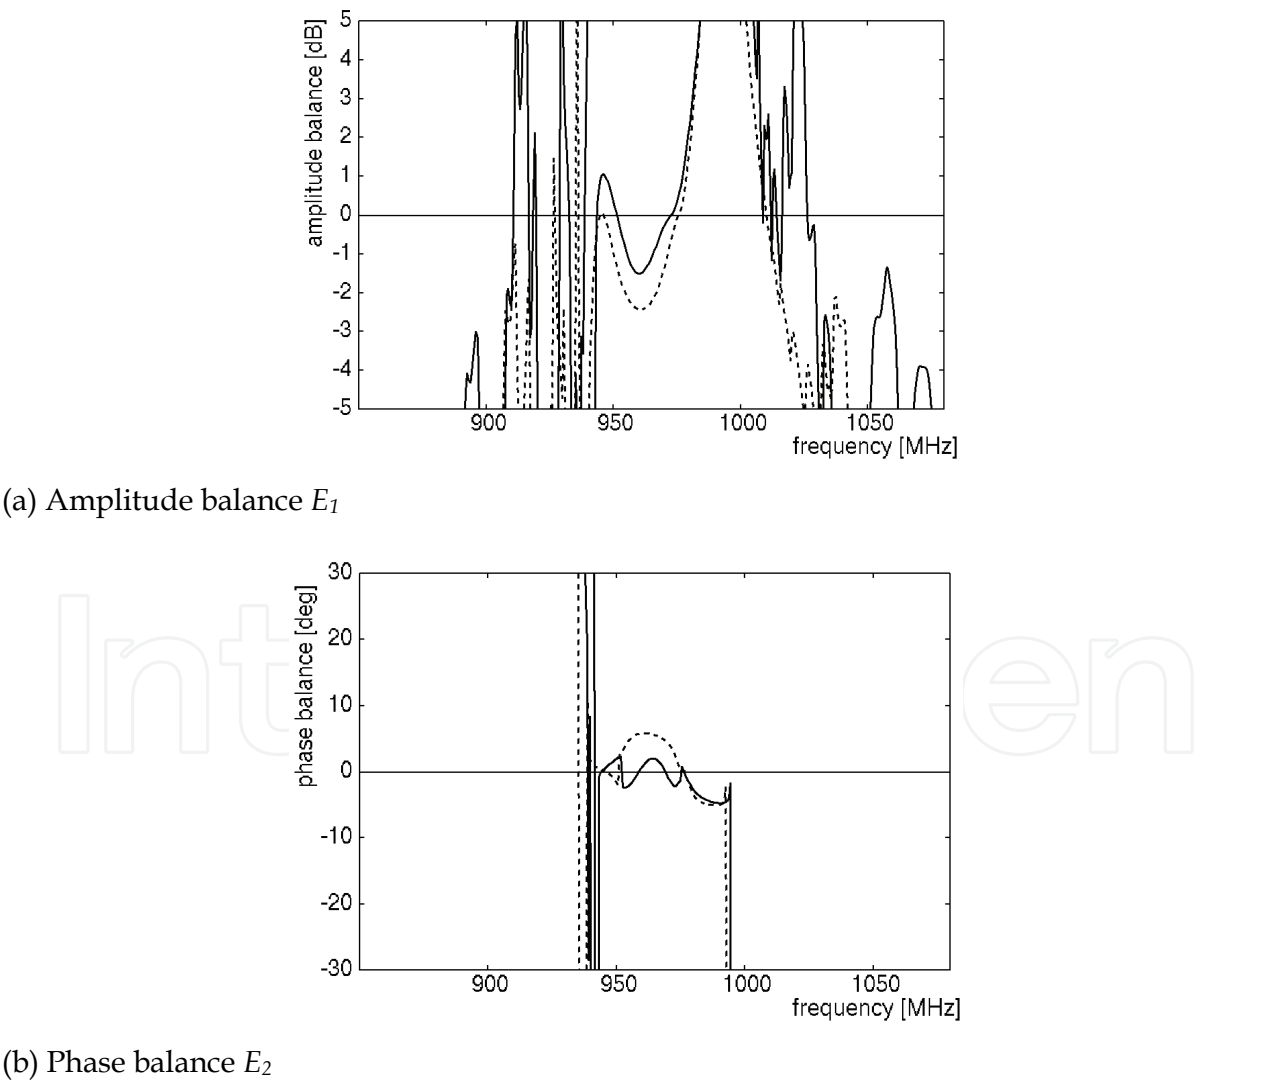 5
4
3
2
1
0
-1
-2
-3
-4
-5
amplitude balance [dB]
900 950 1000 1050
frequency [MHz]
(a) Amplitude balance E1
30
20
10
0
-10
-20
-30
phase balance [deg]
900 950 1000 1050
frequency [MHz]
(b) Phase balance E2